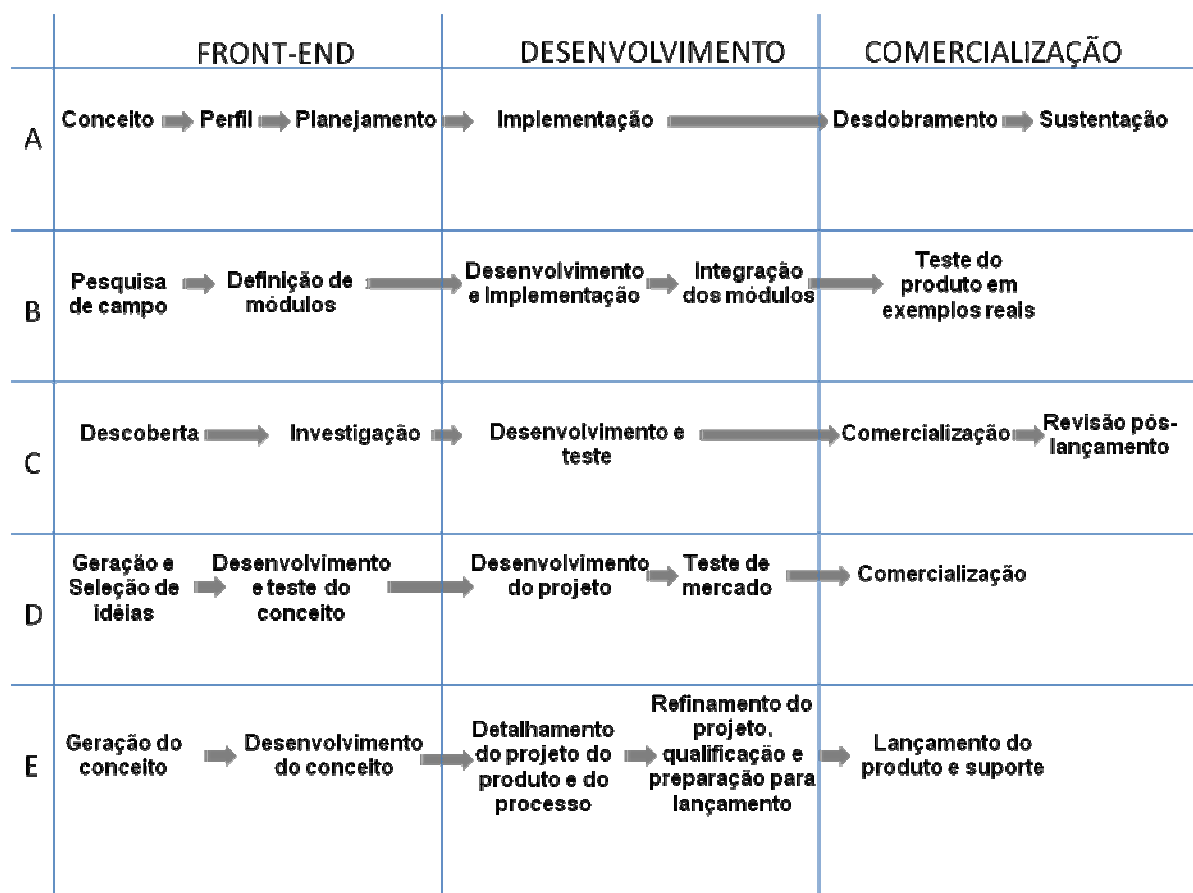 FRONT-END
DESENVOLVIMENTO
COMERCIALIZAÇÃO
A
Conceito
Perfil
Planejamento
Implementação
Desdobramento
Sustentação
B
Pesquisa
de campo
Definição de
módulos
Desenvolvimento
e Implementação
Integração
dos módulos
Teste do
produto em
exemplos reais
C
Descoberta
Investigação
Desenvolvimento e
teste
Comercialização
Revisão pós-
lançamento
D
Geração e
Seleção de
idéias
Desenvolvimento
e teste do
conceito
Desenvolvimento
do projeto
Teste de
mercado
Comercialização
E
Geração do
conceito
Desenvolvimento
do conceito
Detalhamento
do projeto do
produto e do
processo
Refinamento do
projeto,
qualificação e
preparação para
lançamento
Lançamento do
produto e suporte